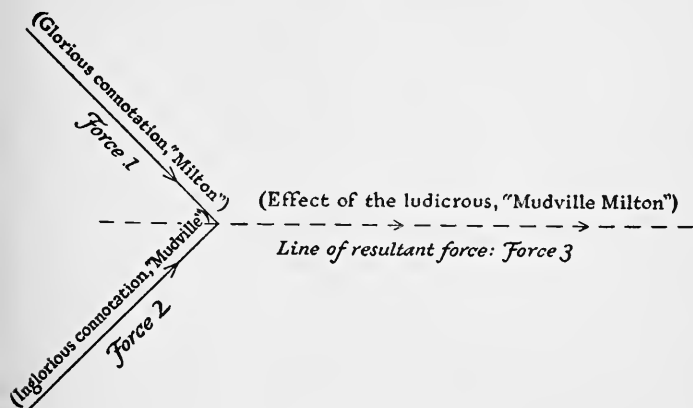 (Glorious connotation, "Milton")
Force 1
(Effect of the ludicrous, "Mudville Milton")
Line of resultant force: Force 3
(Inglorious connotation, "Mudville")
Force 2